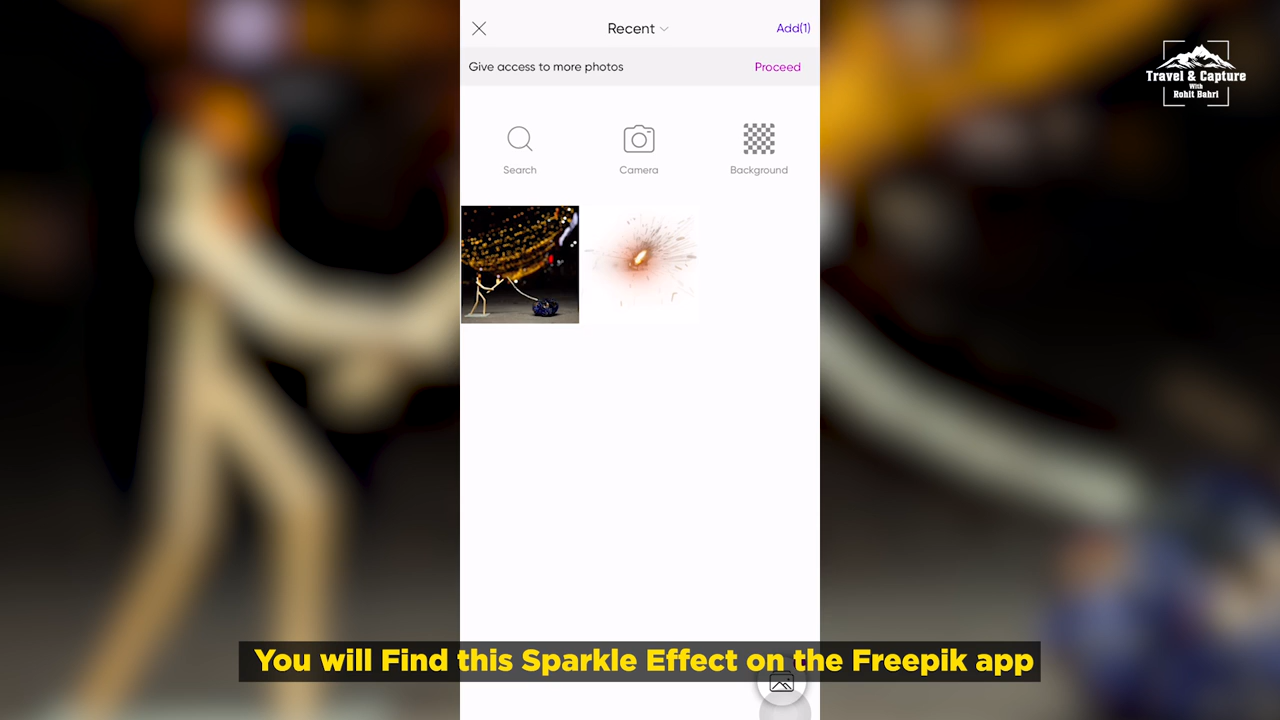 Recent
Add(1)
Give access to more photos
Proceed
Search
Camera
Background
Travel & Capture
With
Rohit Bahri
You will Find this Sparkle Effect on the Freepik app